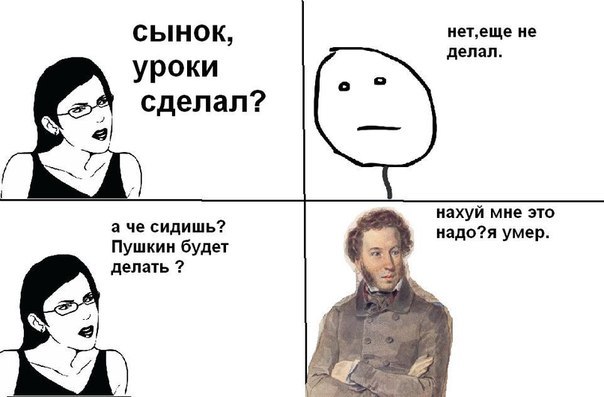 сынок,
уроки
сделал?
нет,еще не
делал.
а че сидишь?
Пушкин будет
делать ?
нахуй мне это
надо?я умер.